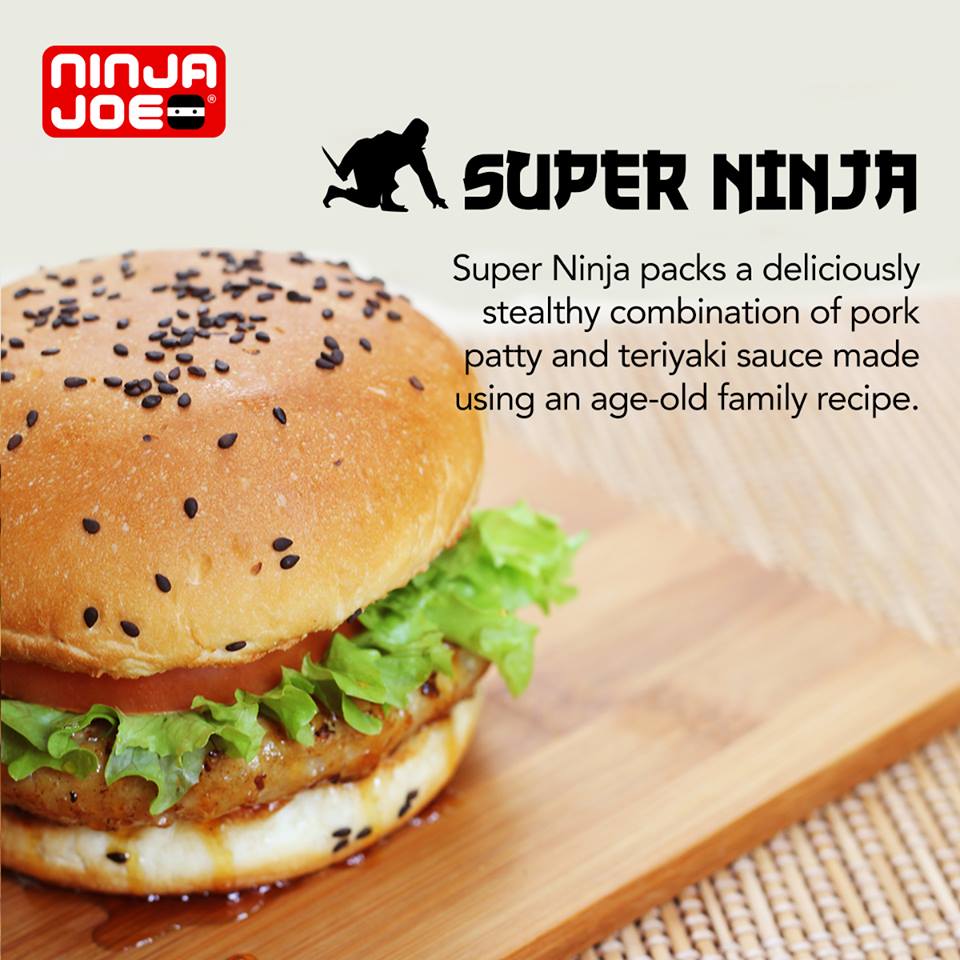 NINJA
JOE®
SUPER NINJA
Super Ninja packs a deliciously
stealthy combination of pork
patty and teriyaki sauce made
using an age-old family recipe.